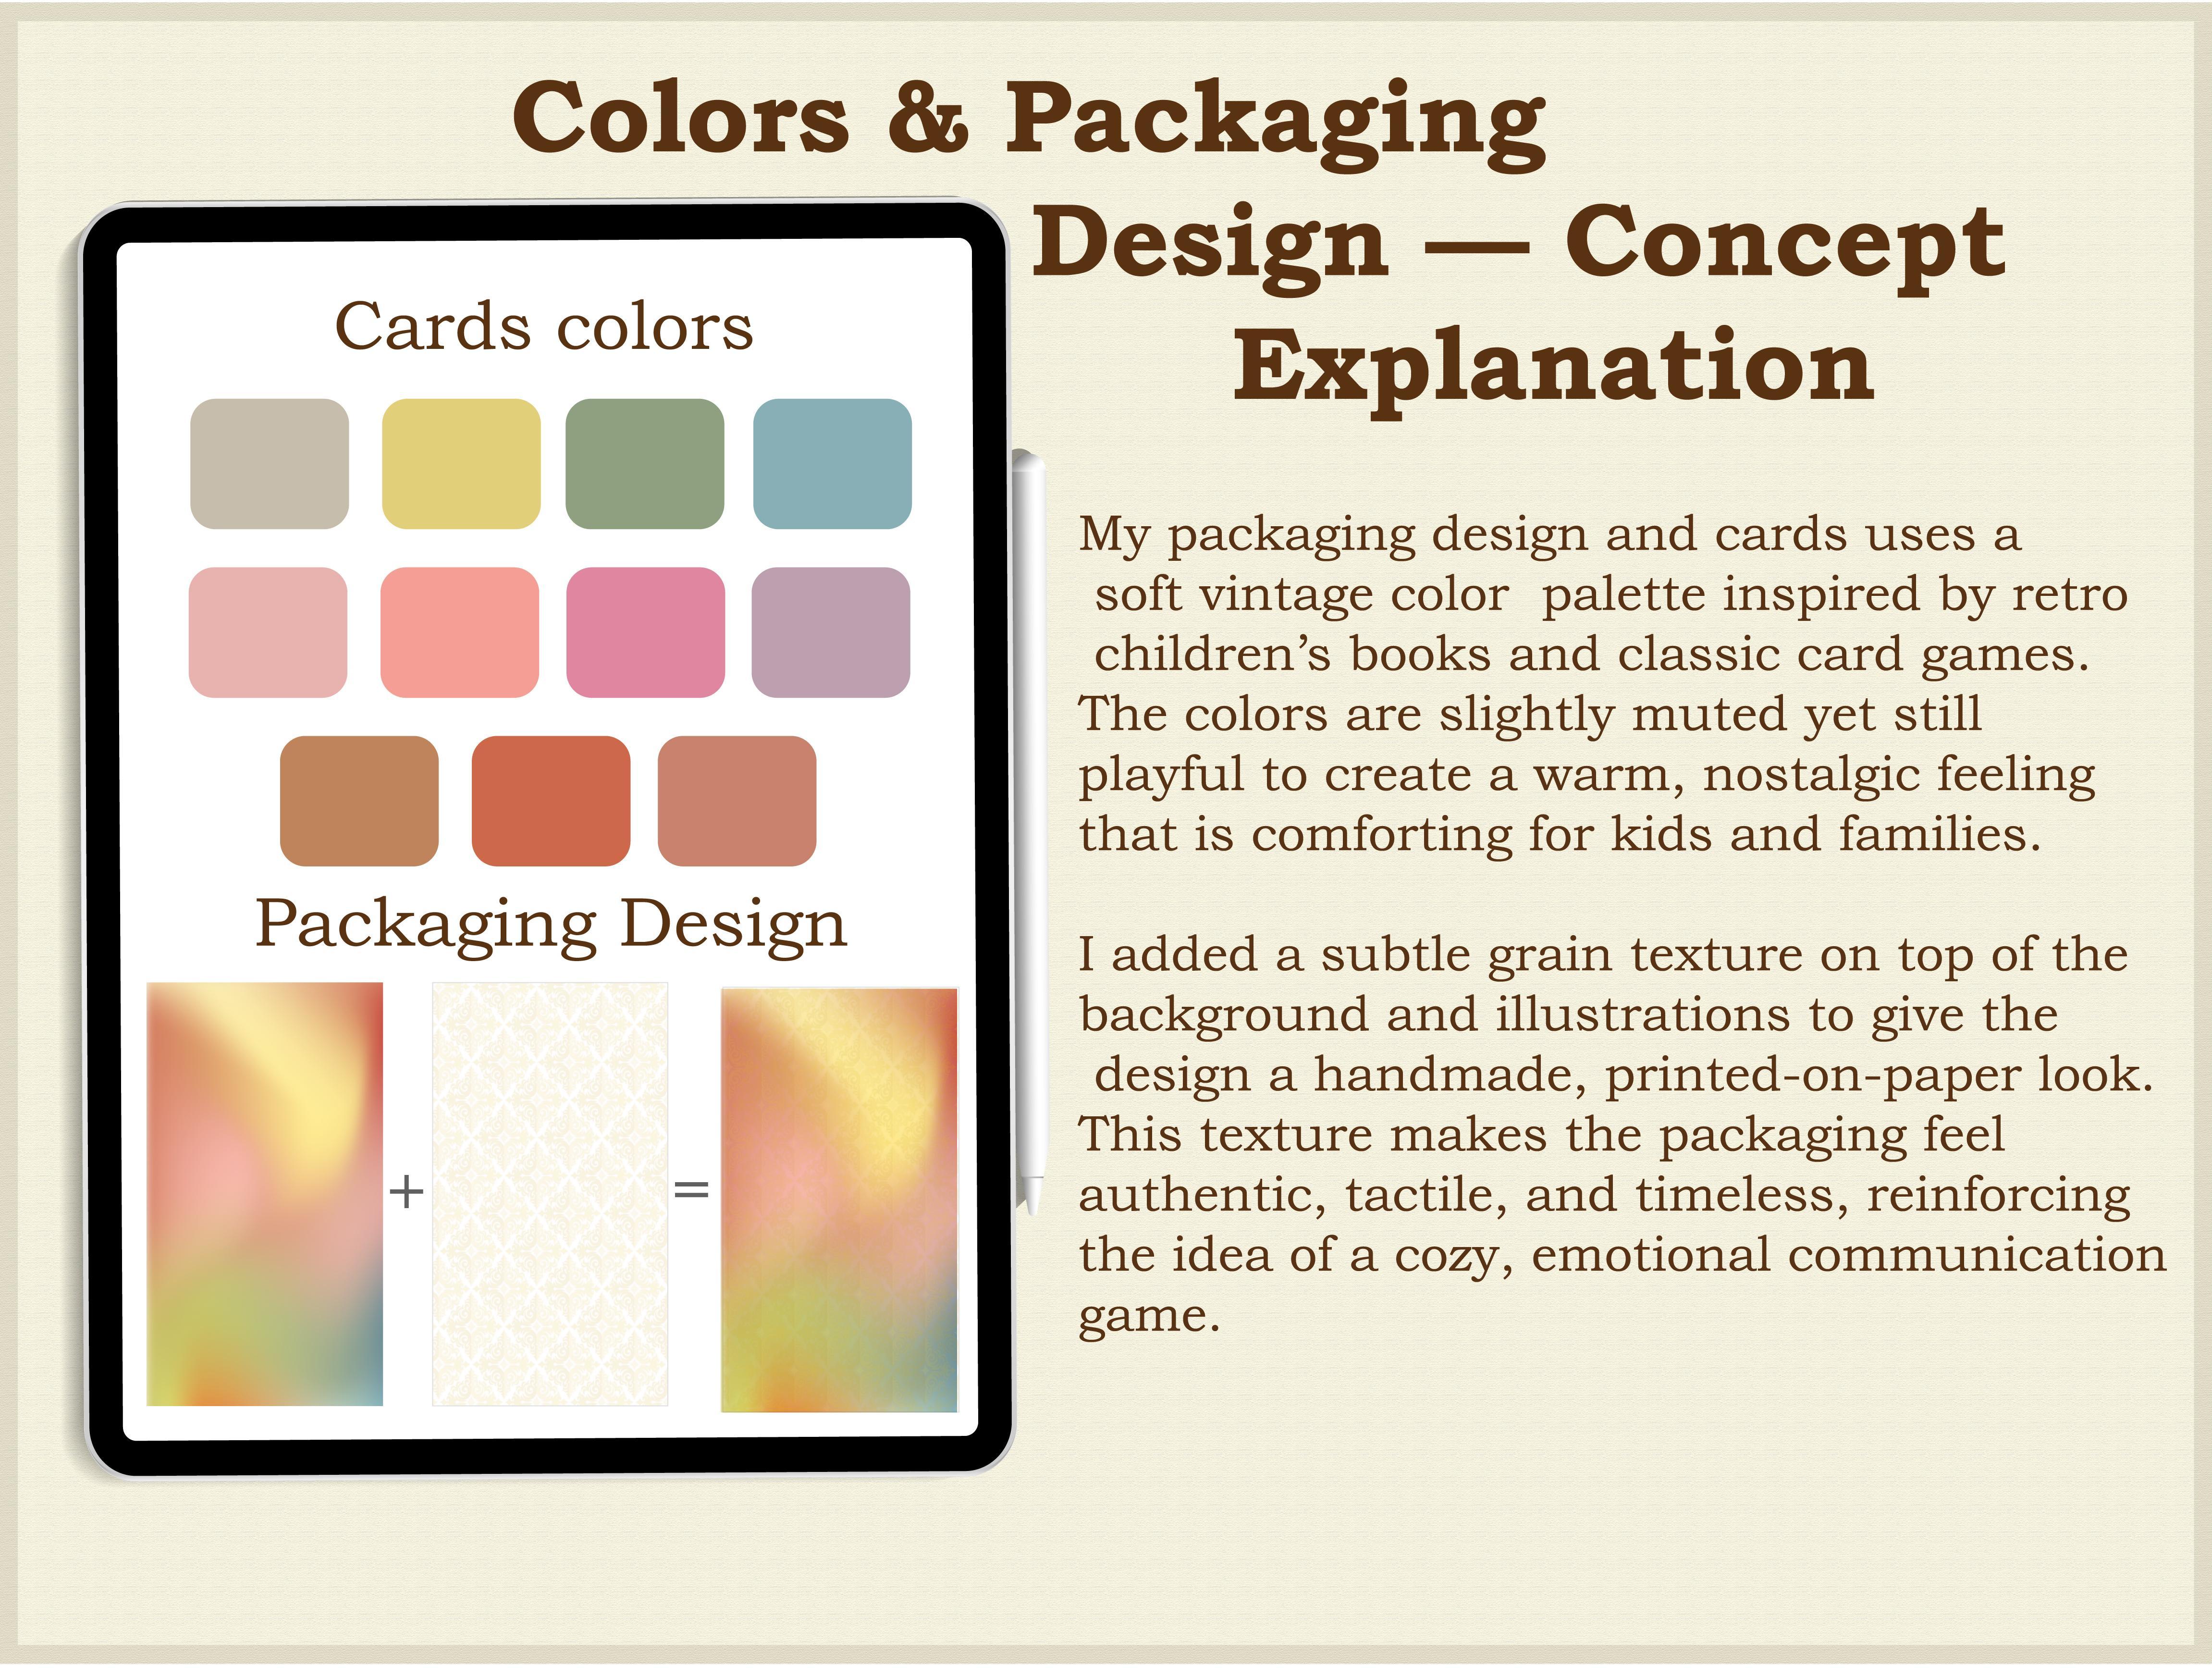 Colors & Packaging
Design — Concept
Explanation
Cards colors
Packaging Design
+
=
My packaging design and cards uses a
soft vintage color  palette inspired by retro
children’s books and classic card games.
The colors are slightly muted yet still
playful to create a warm, nostalgic feeling
that is comforting for kids and families.
I added a subtle grain texture on top of the
background and illustrations to give the
design a handmade, printed-on-paper look.
This texture makes the packaging feel
authentic, tactile, and timeless, reinforcing
the idea of a cozy, emotional communication
game.